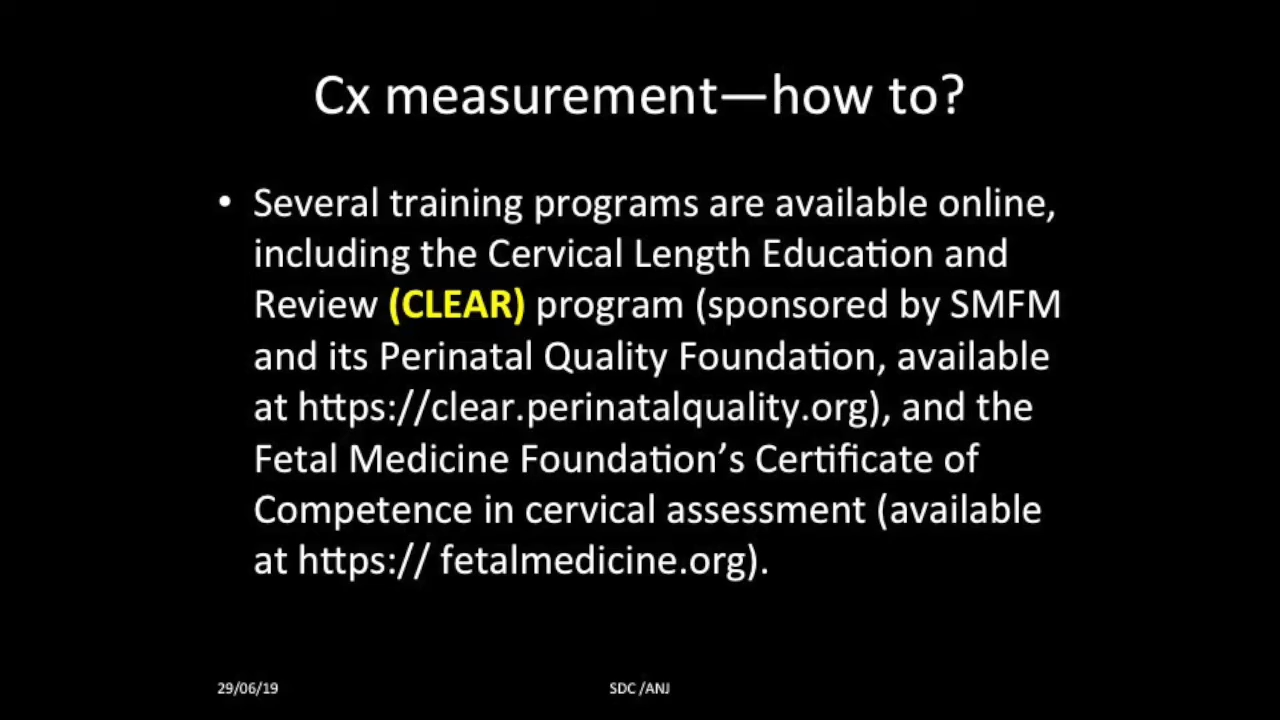 Cx measurement—how to?
• Several training programs are available online,
including the Cervical Length Education and
Review (CLEAR) program (sponsored by SMFM
and its Perinatal Quality Foundation, available
at https://clear.perinatalquality.org), and the
Fetal Medicine Foundation’s Certificate of
Competence in cervical assessment (available
at https:// fetalmedicine.org).
29/06/19
SDC /ANJ